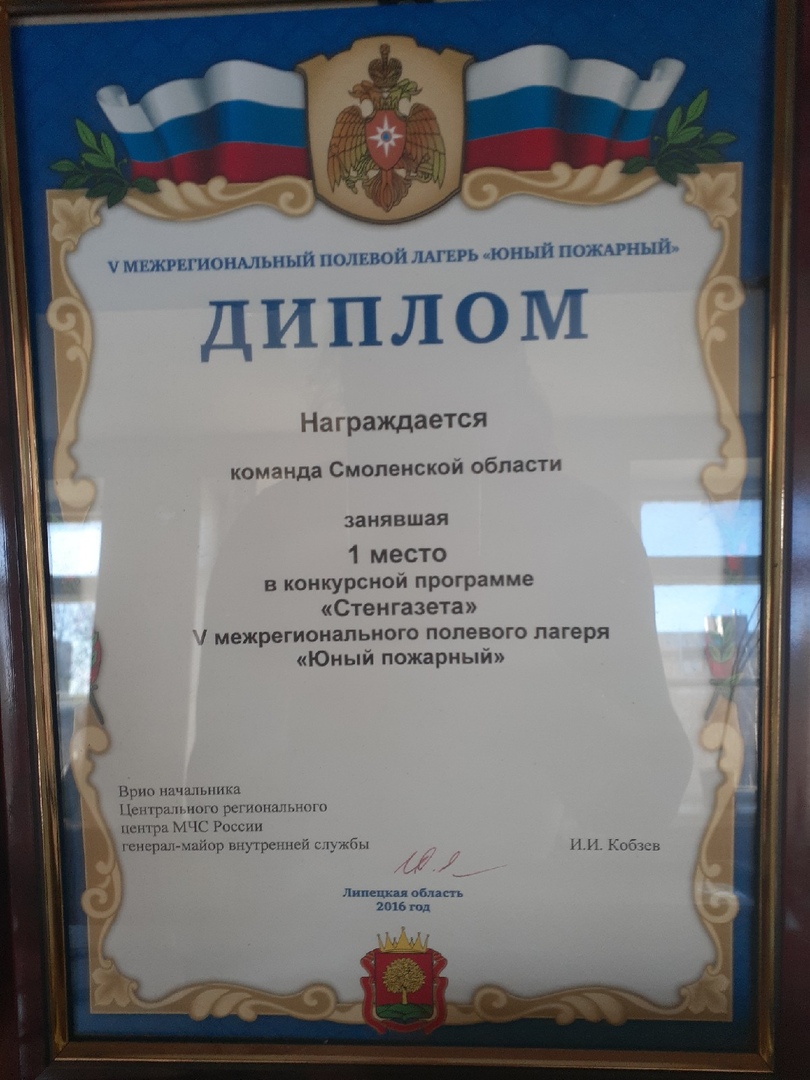 V МЕЖРЕГИОНАЛЬНЫЙ ПОЛЕВОЙ ЛАГЕРЬ «ЮНЫЙ ПОЖАРНЫЙ»
ДИПЛОМ
Награждается
команда Смоленской области
занявшая
1 место
в конкурсной программе
«Стенгазета»
V межрегионального полевого лагеря
«Юный пожарный»
Врио начальника
Центрального регионального
центра МЧС России
генерал-майор внутренней службы
И.И. Кобзев
Липецкая область
2016 год